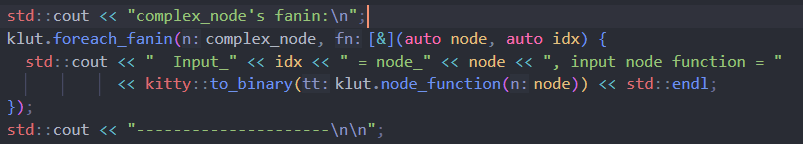 std::cout << "complex_node's fanin:\n";
klut.foreach_fanin(n: complex_node, fn: [&](auto node, auto idx) {
  std::cout << "  Input_" << idx << " = node_" << node << ", input node function = "
            << kitty::to_binary(tt: klut.node_function(n: node)) << std::endl;
});
std::cout << "---------------------\n\n";